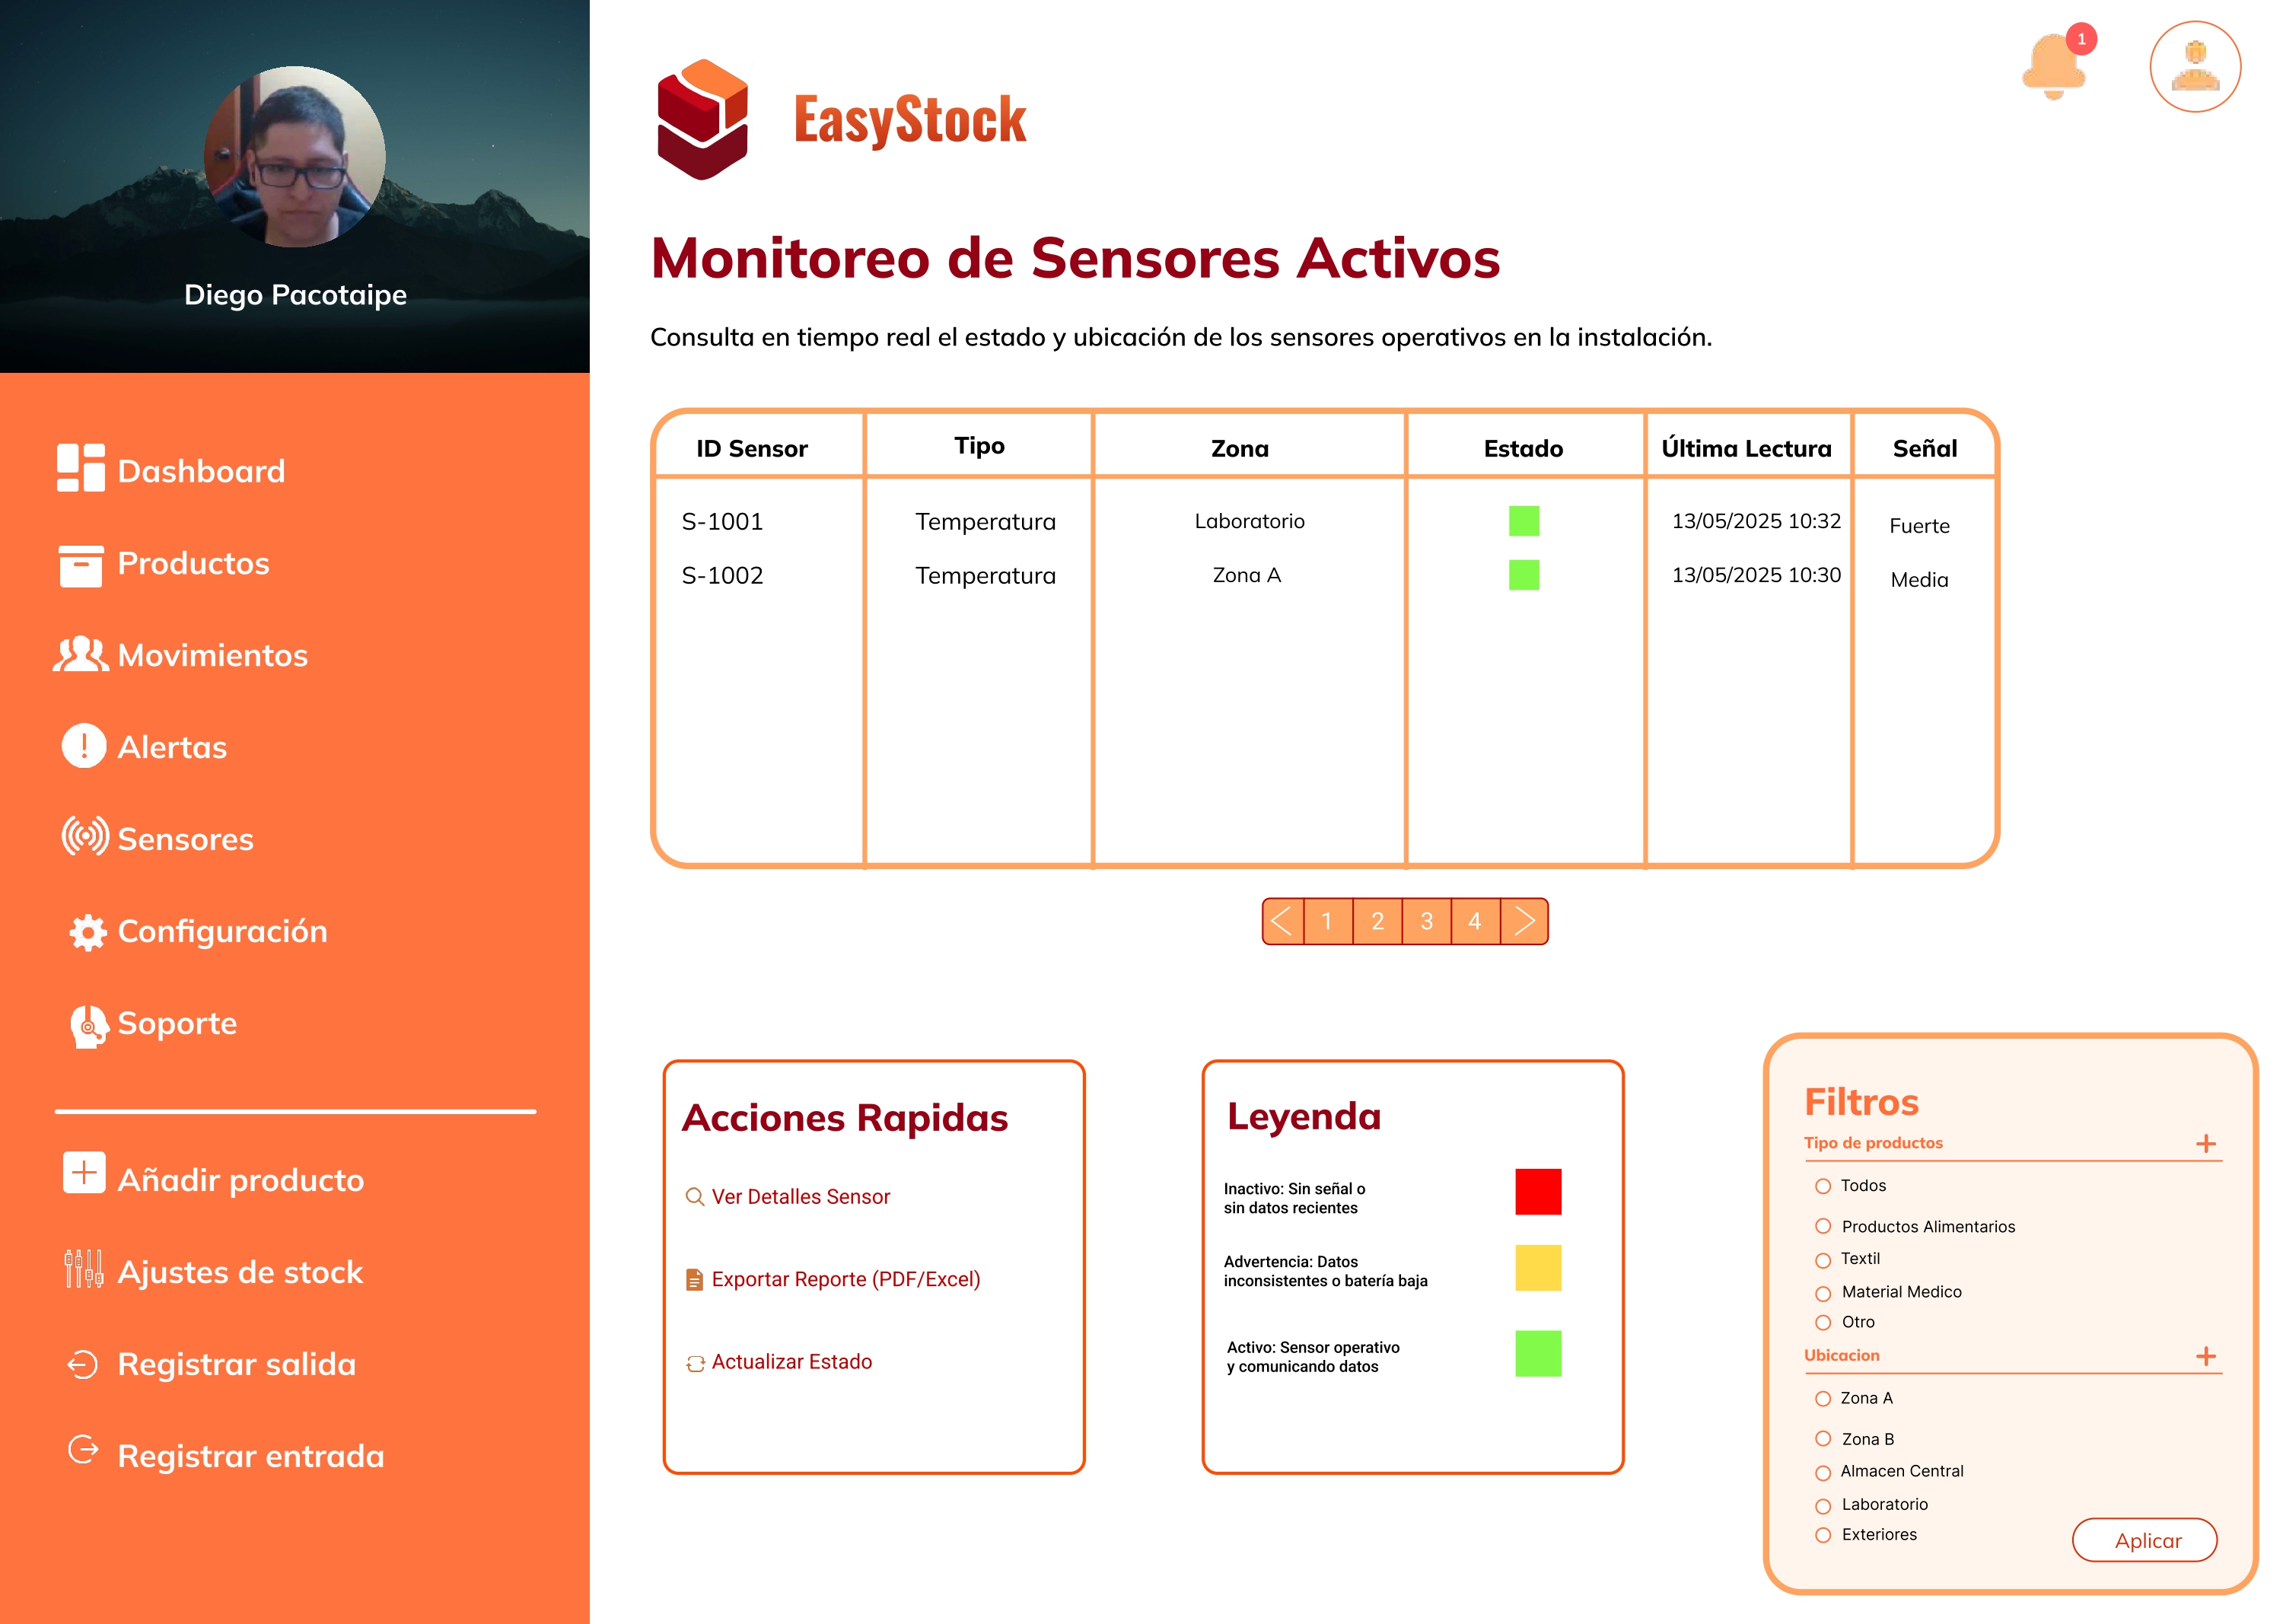 Diego Pacotaipe
Dashboard
Productos
Movimientos
Alertas
Sensores
Configuración
Soporte
Añadir producto
Ajustes de stock
Registrar salida
Registrar entrada
1
EasyStock
Monitoreo de Sensores Activos
Consulta en tiempo real el estado y ubicación de los sensores operativos en la instalación.
ID Sensor Tipo Zona Estado Última Lectura Señal
S-1001 Temperatura Laboratorio 13/05/2025 10:32 Fuerte
S-1002 Temperatura Zona A 13/05/2025 10:30 Media
1 2 3 4
Acciones Rapidas
Ver Detalles Sensor
Exportar Reporte (PDF/Excel)
Actualizar Estado
Leyenda
Inactivo: Sin señal o
sin datos recientes
Advertencia: Datos
inconsistentes o batería baja
Activo: Sensor operativo
y comunicando datos
Filtros
Tipo de productos
Todos
Productos Alimentarios
Textil
Material Medico
Otro
Ubicacion
Zona A
Zona B
Almacen Central
Laboratorio
Exteriores
Aplicar